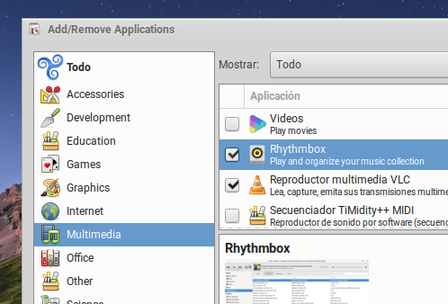 Add/Remove Applications
Todo
Accessories
Development
Education
Games
Graphics
Internet
Multimedia
Office
Other
Science
Mostrar: Todo
Aplicación
Videos
Play movies
Rhythmbox
Play and organize your music collection
Reproductor multimedia VLC
Lea, capture, emita sus transmisiones multime
Secuenciador TiMidity++ MIDI
Reproductor de sonido por software (secuenc
Rhythmbox